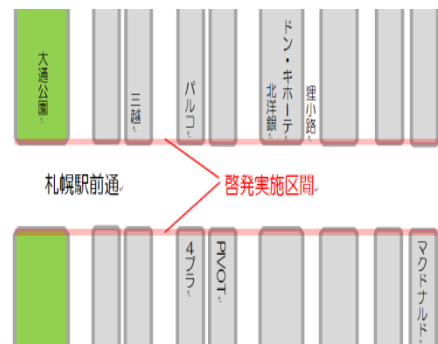 大通公園
三越
パルコ
ドン・キホーテ
北洋銀
狸小路
札幌駅前通
啓発実施区間
4プラ
PIVOT
マクドナルド